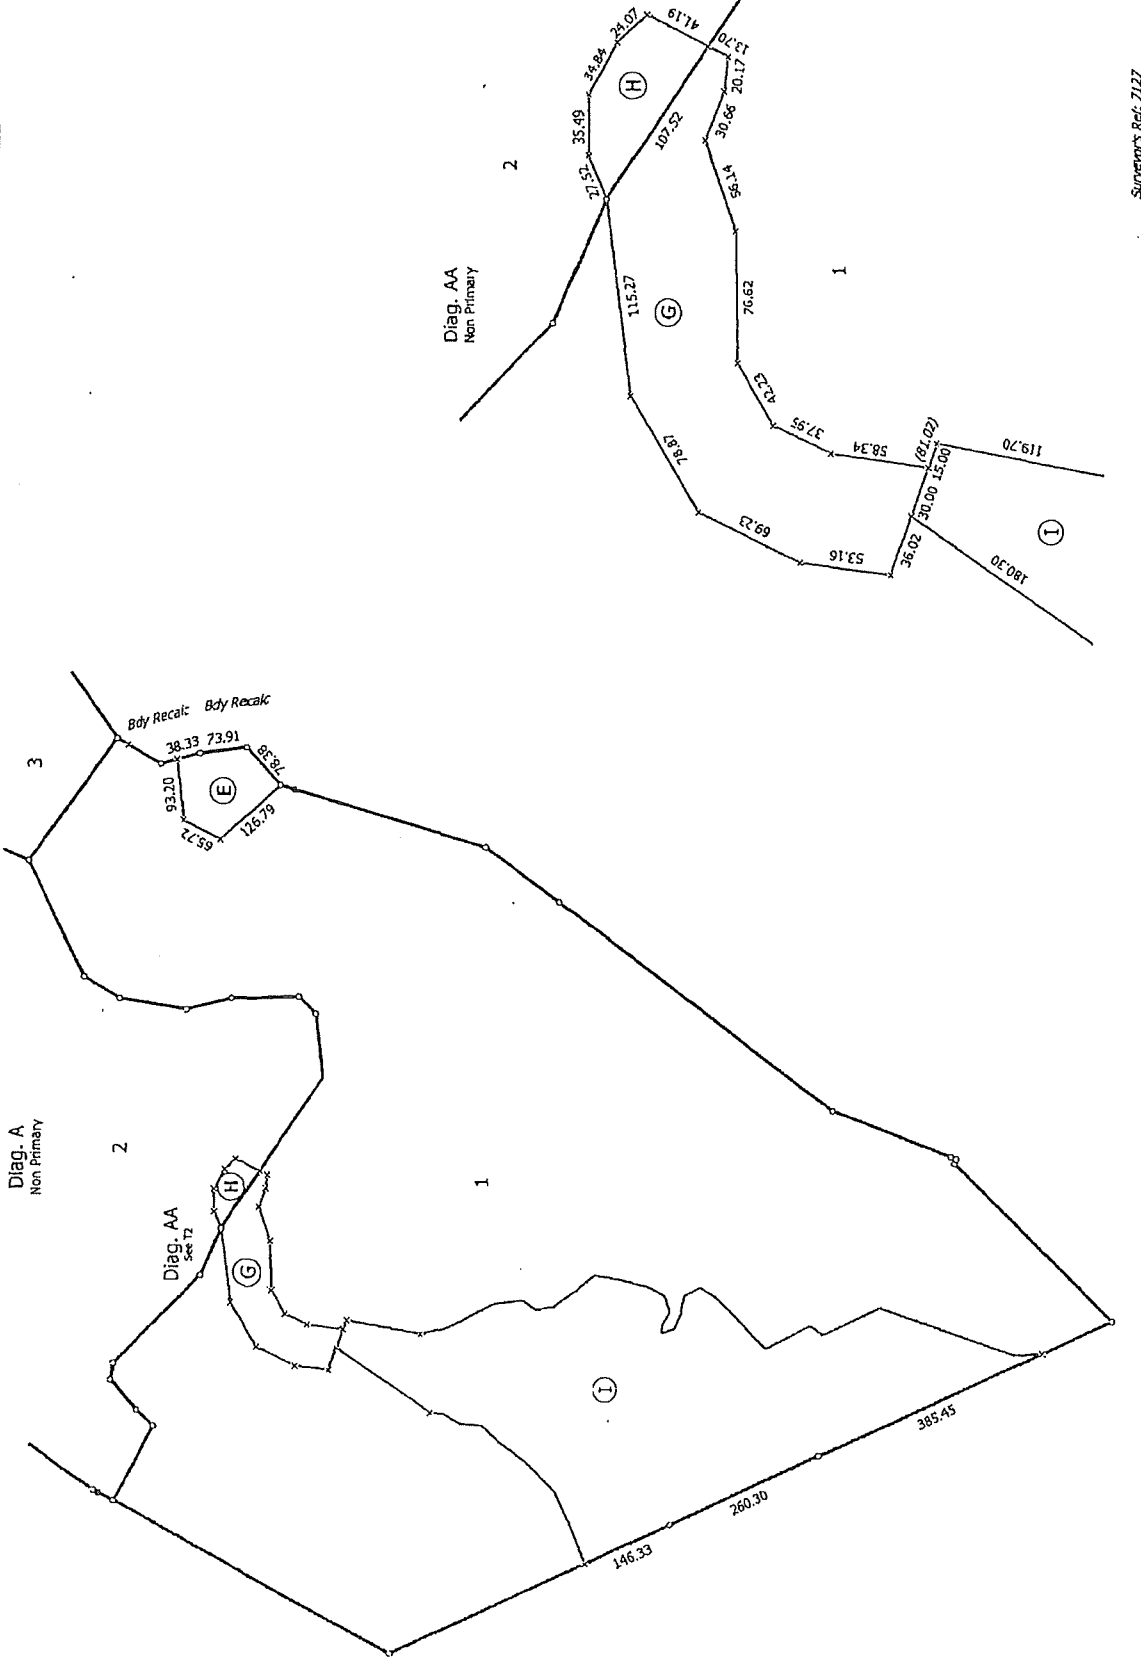 Diag. A
Non Primary
2
3
Diag. AA
See T2
H
G
1
I
E
Bdy Recalc
Bdy Recalc
38.33
73.91
78.38
93.20
65.72
126.79
146.33
260.30
385.45
Diag. AA
Non Primary
2
27.52
35.49
34.84
24.07
41.19
H
13.70
20.17
30.66
107.52
56.14
115.27
G
76.62
1
78.87
42.23
37.95
69.23
58.34
53.16
(81.02)
36.02
30.00
15.00
119.70
180.30
I
Surveyor's Ref: 7127